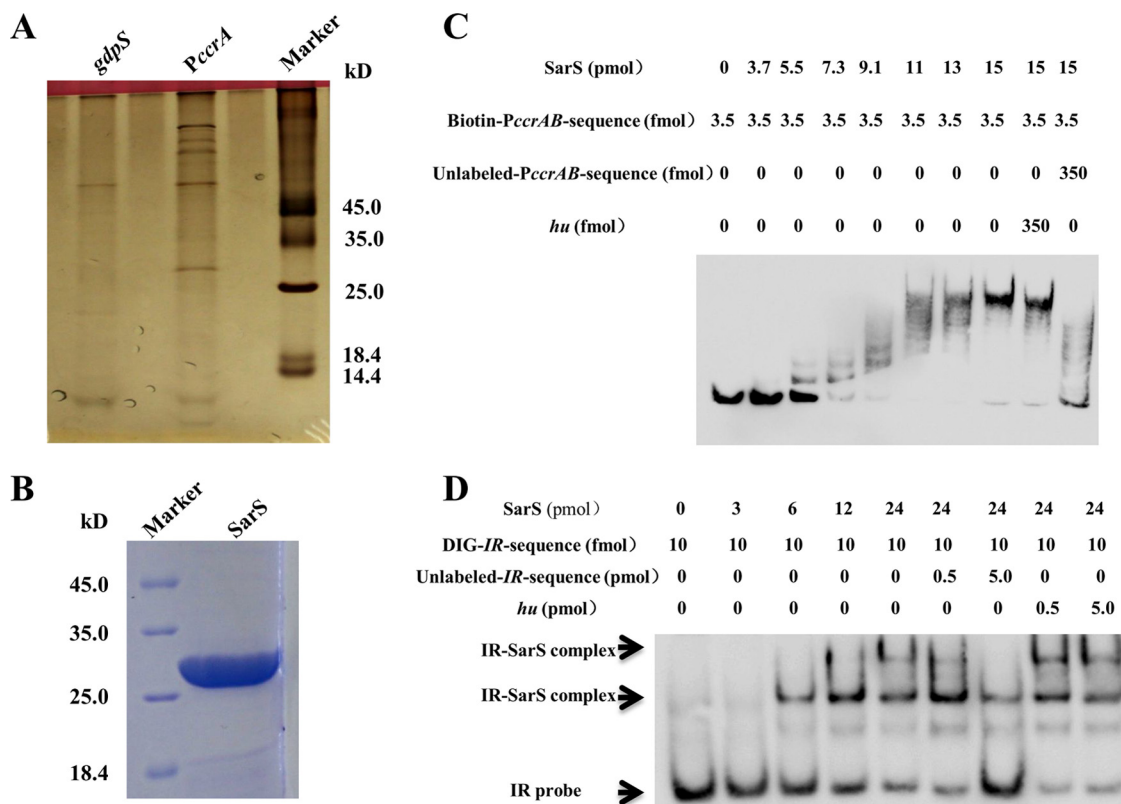 A
gdpS PccrA Marker
kD
45.0
35.0
25.0
18.4
14.4
B
Marker SarS
kD
45.0
35.0
25.0
18.4
C
SarS (pmol) 0 3.7 5.5 7.3 9.1 11 13 15 15 15
Biotin-PccrAB-sequence (fmol) 3.5 3.5 3.5 3.5 3.5 3.5 3.5 3.5 3.5 3.5
Unlabeled-PccrAB-sequence (fmol) 0 0 0 0 0 0 0 0 0 350
hu (fmol) 0 0 0 0 0 0 0 0 350 0
D
SarS (pmol) 0 3 6 12 24 24 24 24 24
DIG-IR-sequence (fmol) 10 10 10 10 10 10 10 10 10
Unlabeled-IR-sequence (pmol) 0 0 0 0 0 0.5 5.0 0 0
hu (pmol) 0 0 0 0 0 0 0 0.5 5.0
IR-SarS complex
IR-SarS complex
IR probe